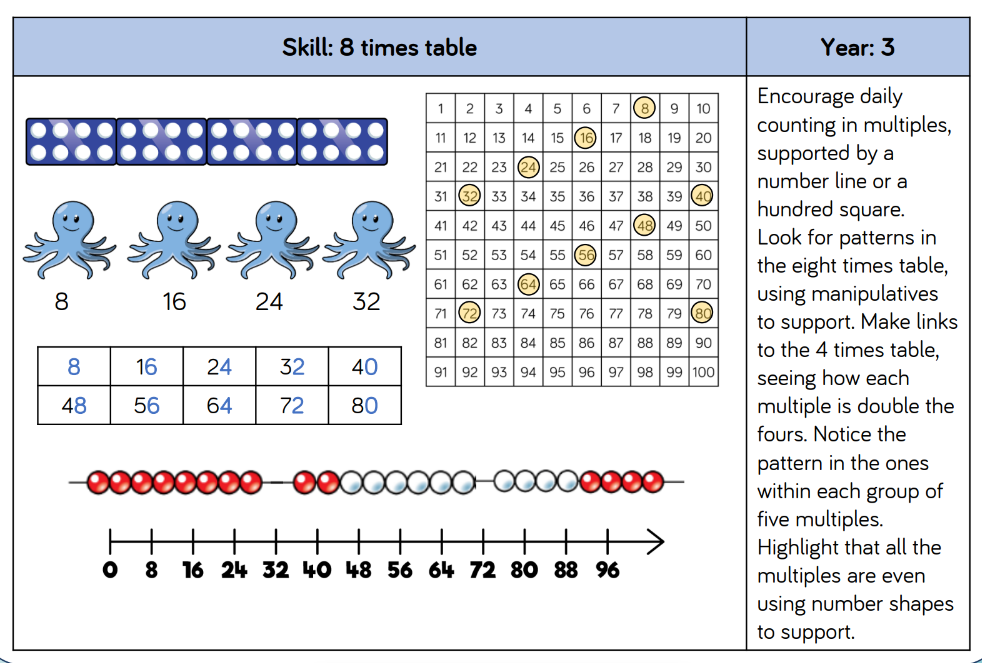 Skill: 8 times table
Year: 3
1 2 3 4 5 6 7 8 9 10
11 12 13 14 15 16 17 18 19 20
21 22 23 24 25 26 27 28 29 30
31 32 33 34 35 36 37 38 39 40
41 42 43 44 45 46 47 48 49 50
51 52 53 54 55 56 57 58 59 60
61 62 63 64 65 66 67 68 69 70
71 72 73 74 75 76 77 78 79 80
81 82 83 84 85 86 87 88 89 90
91 92 93 94 95 96 97 98 99 100
8 16 24 32
8 16 24 32 40
48 56 64 72 80
0 8 16 24 32 40 48 56 64 72 80 88 96
Encourage daily
counting in multiples,
supported by a
number line or a
hundred square.
Look for patterns in
the eight times table,
using manipulatives
to support. Make links
to the 4 times table,
seeing how each
multiple is double the
fours. Notice the
pattern in the ones
within each group of
five multiples.
Highlight that all the
multiples are even
using number shapes
to support.